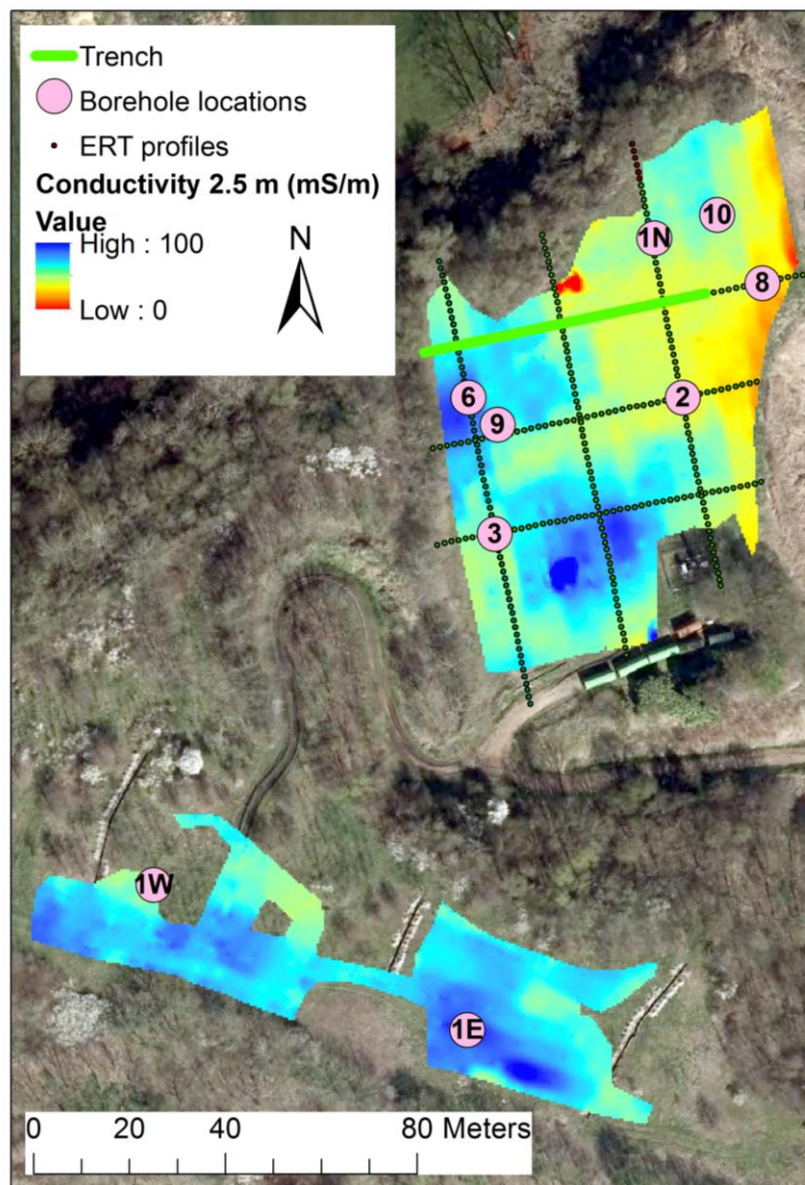 Trench
Borehole locations
ERT profiles
Conductivity 2.5 m (mS/m)
Value
High : 100
Low : 0
N
10
1N
8
6
2
9
3
1W
1E
0 20 40 80 Meters